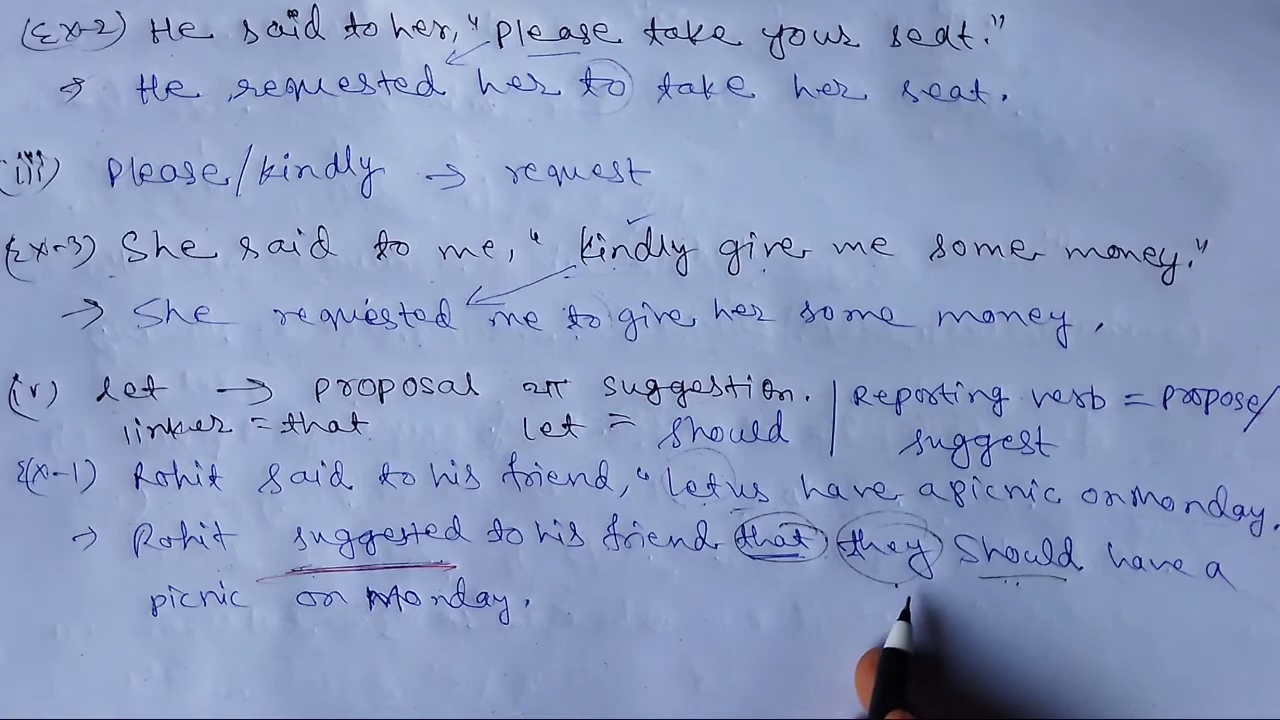 (Ex-2) He said to her, "please take your seat."
→ He requested her to take her seat.
(iii) please/kindly → request
(Ex-3) She said to me, "kindly give me some money."
→ She requested me to give her some money.
(iv) Let → proposal বা suggestion. | Reporting verb = propose/
linker = that let = should | suggest
Ex-1) Rohit said to his friend, "Let us have a picnic on Monday.
→ Rohit suggested to his friend that they should have a
picnic on Monday.